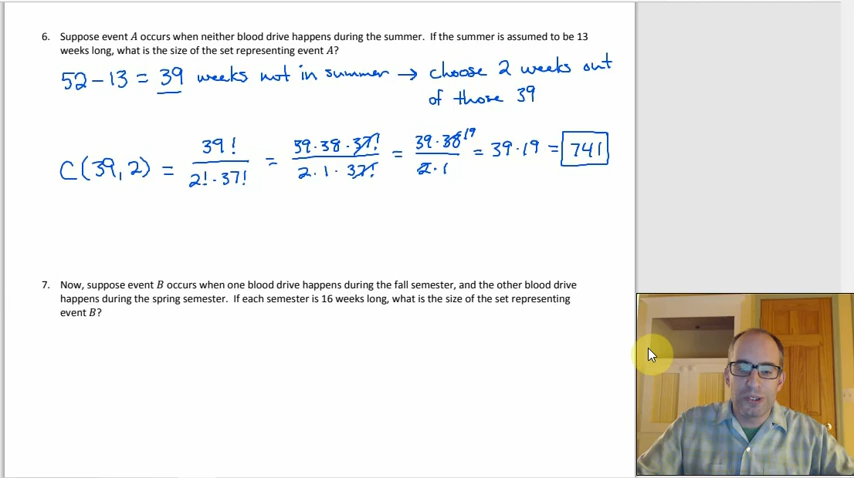 6. Suppose event A occurs when neither blood drive happens during the summer. If the summer is assumed to be 13
weeks long, what is the size of the set representing event A?
52 - 13 = 39 weeks not in summer → choose 2 weeks out
of those 39
C(39, 2) = 39! / 2! · 37! = 39 · 38 · 37! / 2 · 1 · 37! = 39 · 38 19 / 2 · 1 = 39 · 19 = 741
7. Now, suppose event B occurs when one blood drive happens during the fall semester, and the other blood drive
happens during the spring semester. If each semester is 16 weeks long, what is the size of the set representing
event B?